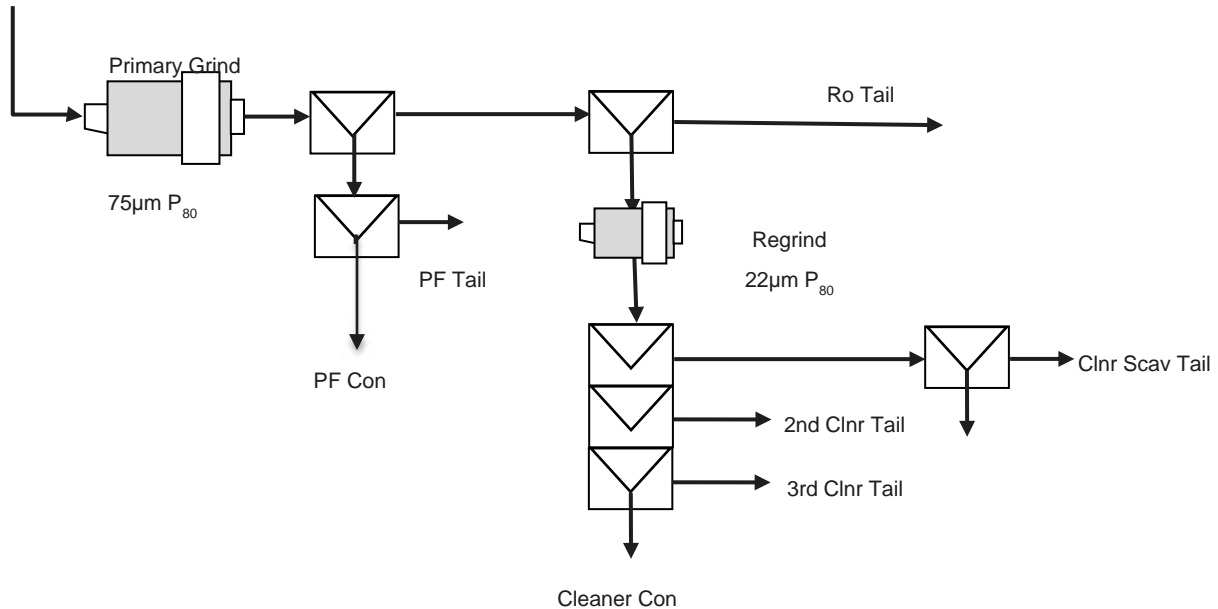 Primary Grind
Ro Tail
75µm P80
Regrind
22µm P80
PF Tail
PF Con
Clnr Scav Tail
2nd Clnr Tail
3rd Clnr Tail
Cleaner Con